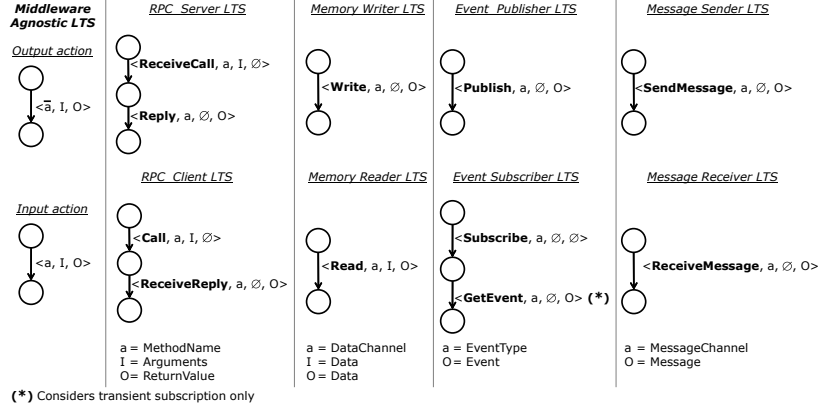 Middleware
Agnostic LTS
Output action
<a̅, I, O>
Input action
<a, I, O>
RPC_Server LTS
<ReceiveCall, a, I, ∅>
<Reply, a, ∅, O>
RPC_Client LTS
<Call, a, I, ∅>
<ReceiveReply, a, ∅, O>
a = MethodName
I = Arguments
O= ReturnValue
Memory Writer LTS
<Write, a, ∅, O>
Memory Reader LTS
<Read, a, I, O>
a = DataChannel
I = Data
O = Data
Event_Publisher LTS
<Publish, a, ∅, O>
Event Subscriber LTS
<Subscribe, a, ∅, ∅>
<GetEvent, a, ∅, O> (*)
a = EventType
O= Event
Message Sender LTS
<SendMessage, a, ∅, O>
Message Receiver LTS
<ReceiveMessage, a, ∅, O>
a = MessageChannel
O = Message
(*) Considers transient subscription only